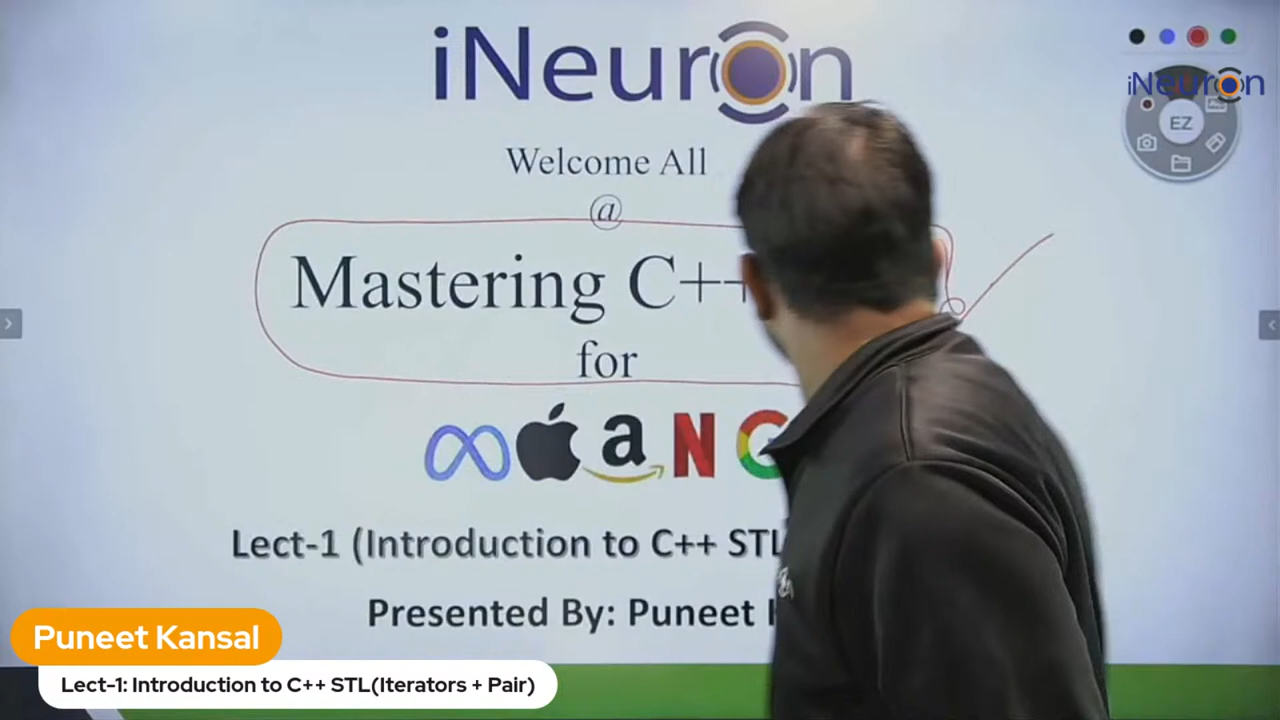 iNeuron
iNeuron
EZ
Welcome All
@
Mastering C++
for
a N G
Lect-1 (Introduction to C++ STL
Presented By: Puneet
Puneet Kansal
Lect-1: Introduction to C++ STL(Iterators + Pair)